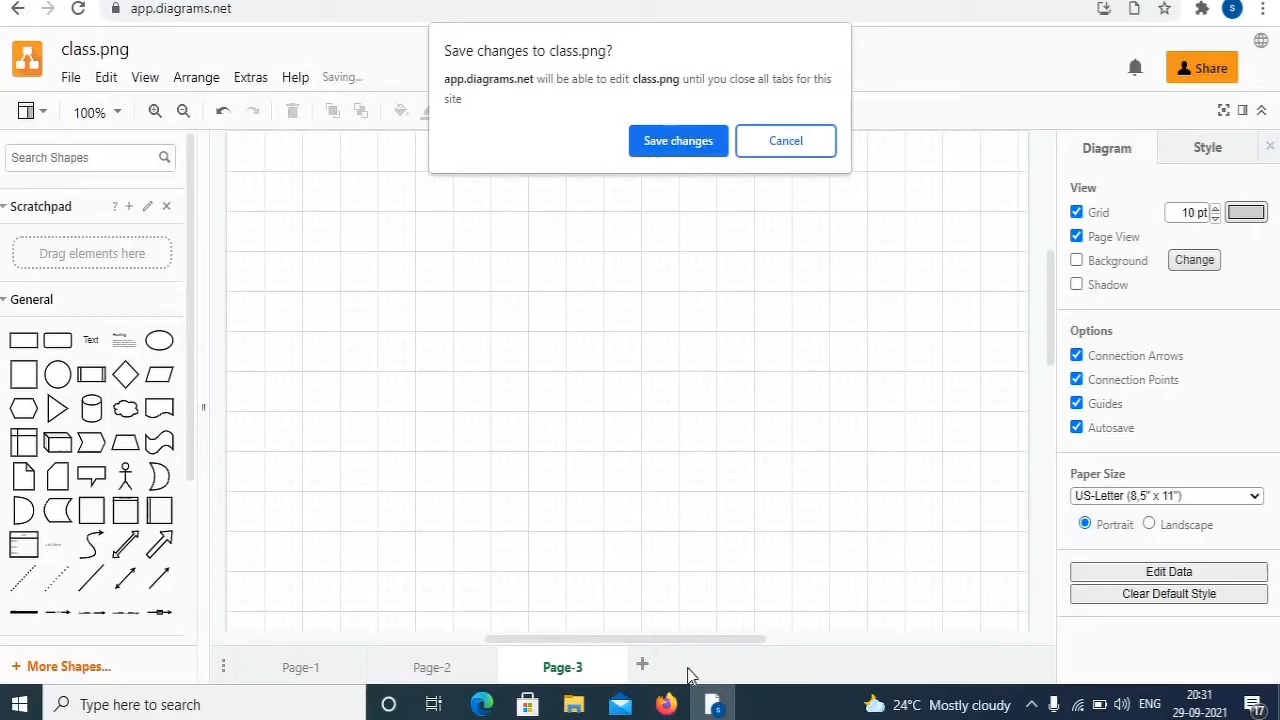 app.diagrams.net
S
class.png
File Edit View Arrange Extras Help Saving...
Share
100%
Save changes to class.png?
app.diagrams.net will be able to edit class.png until you close all tabs for this
site
Save changes Cancel
Search Shapes
Scratchpad ? + ×
Drag elements here
General
Text
Heading
List Item
+ More Shapes...
Diagram Style
View
Grid 10 pt
Page View
Background Change
Shadow
Options
Connection Arrows
Connection Points
Guides
Autosave
Paper Size
US-Letter (8,5" x 11")
Portrait Landscape
Edit Data
Clear Default Style
Page-1 Page-2 Page-3 +
Type here to search
24°C Mostly cloudy ENG 20:31
29-09-2021
17